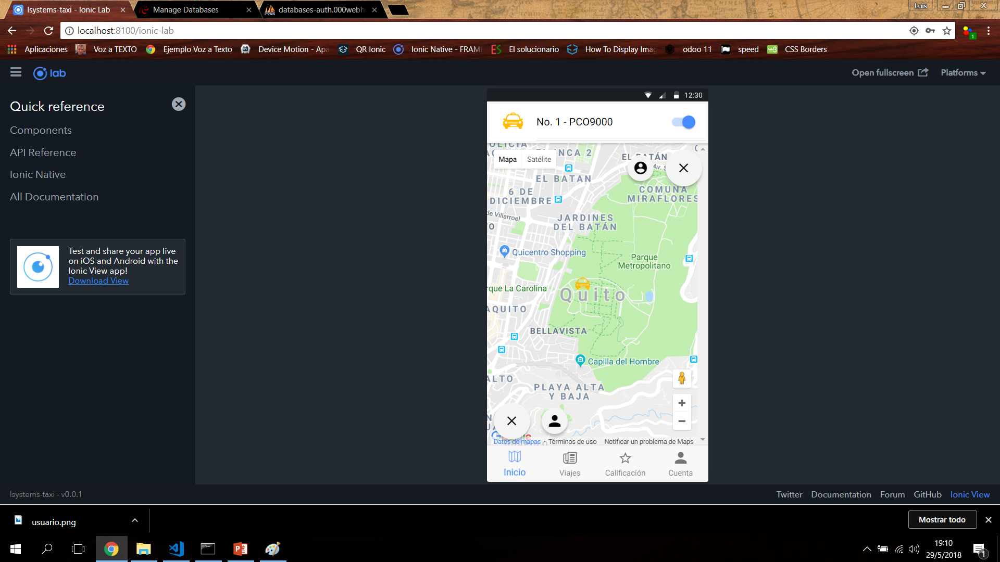 lsystems-taxi - Ionic Lab
Manage Databases
databases-auth.000webh
Luis
localhost:8100/ionic-lab
1
Aplicaciones
Voz a TEXTO
Ejemplo Voz a Texto
Device Motion - Apa
QR Ionic
Ionic Native - FRAM
El solucionario
How To Display Imag
odoo 11
speed
CSS Borders
lab
Open fullscreen
Platforms
Quick reference
Components
API Reference
Ionic Native
All Documentation
Test and share your app live
on iOS and Android with the
Ionic View app!
Download View
12:30
No. 1 - PCO9000
Mapa
Satélite
EL BATÁN
Av. s
EL BATAN
6 DE
DICIEMBRE
COMUNA
MIRAFLORES
de Villarroel
JARDINES
DEL BATÁN
Quicentro Shopping
Parque
Metropolitano
rque La Carolina
Quito
AQUITO
BELLAVISTA
Capilla del Hombre
ALTO
PLAYA ALTA
Y BAJA
Datos de mapas
Términos de uso
Notificar un problema de Maps
Inicio
Viajes
Calificación
Cuenta
lsystems-taxi - v0.0.1
Twitter
Documentation
Forum
GitHub
Ionic View
usuario.png
Mostrar todo
19:10
29/5/2018
1